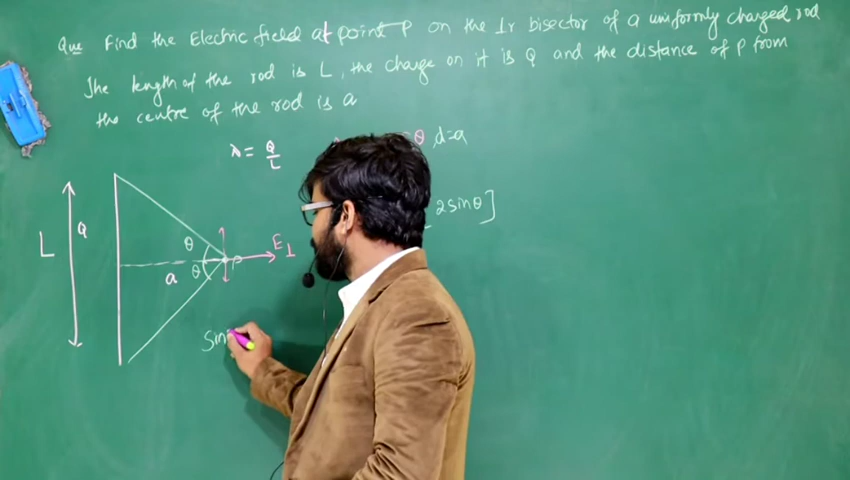 Que Find the Electric field at point P on the ⊥r bisector of a uniformly charged rod
The length of the rod is L, the charge on it is Q and the distance of P from
the centre of the rod is a
λ = Q/L
θ d=a
2sinθ]
L
Q
θ
θ
a
P
E⊥
Sin